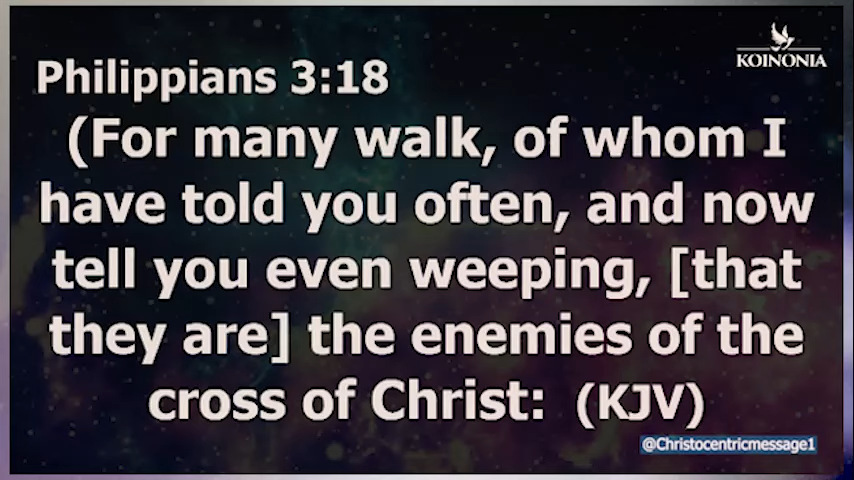 KOINONIA
Philippians 3:18
(For many walk, of whom I
have told you often, and now
tell you even weeping, [that
they are] the enemies of the
cross of Christ: (KJV)
@Christocentricmessage1